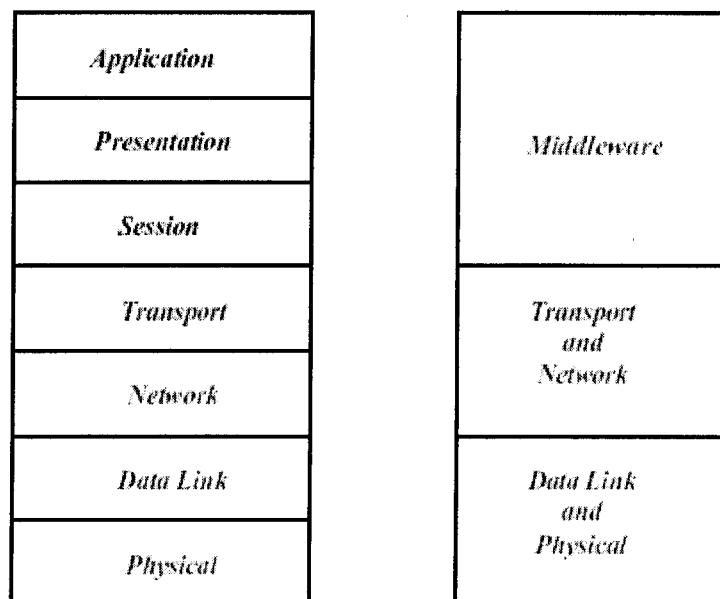 Application
Presentation
Session
Transport
Network
Data Link
Physical
Middleware
Transport
and
Network
Data Link
and
Physical